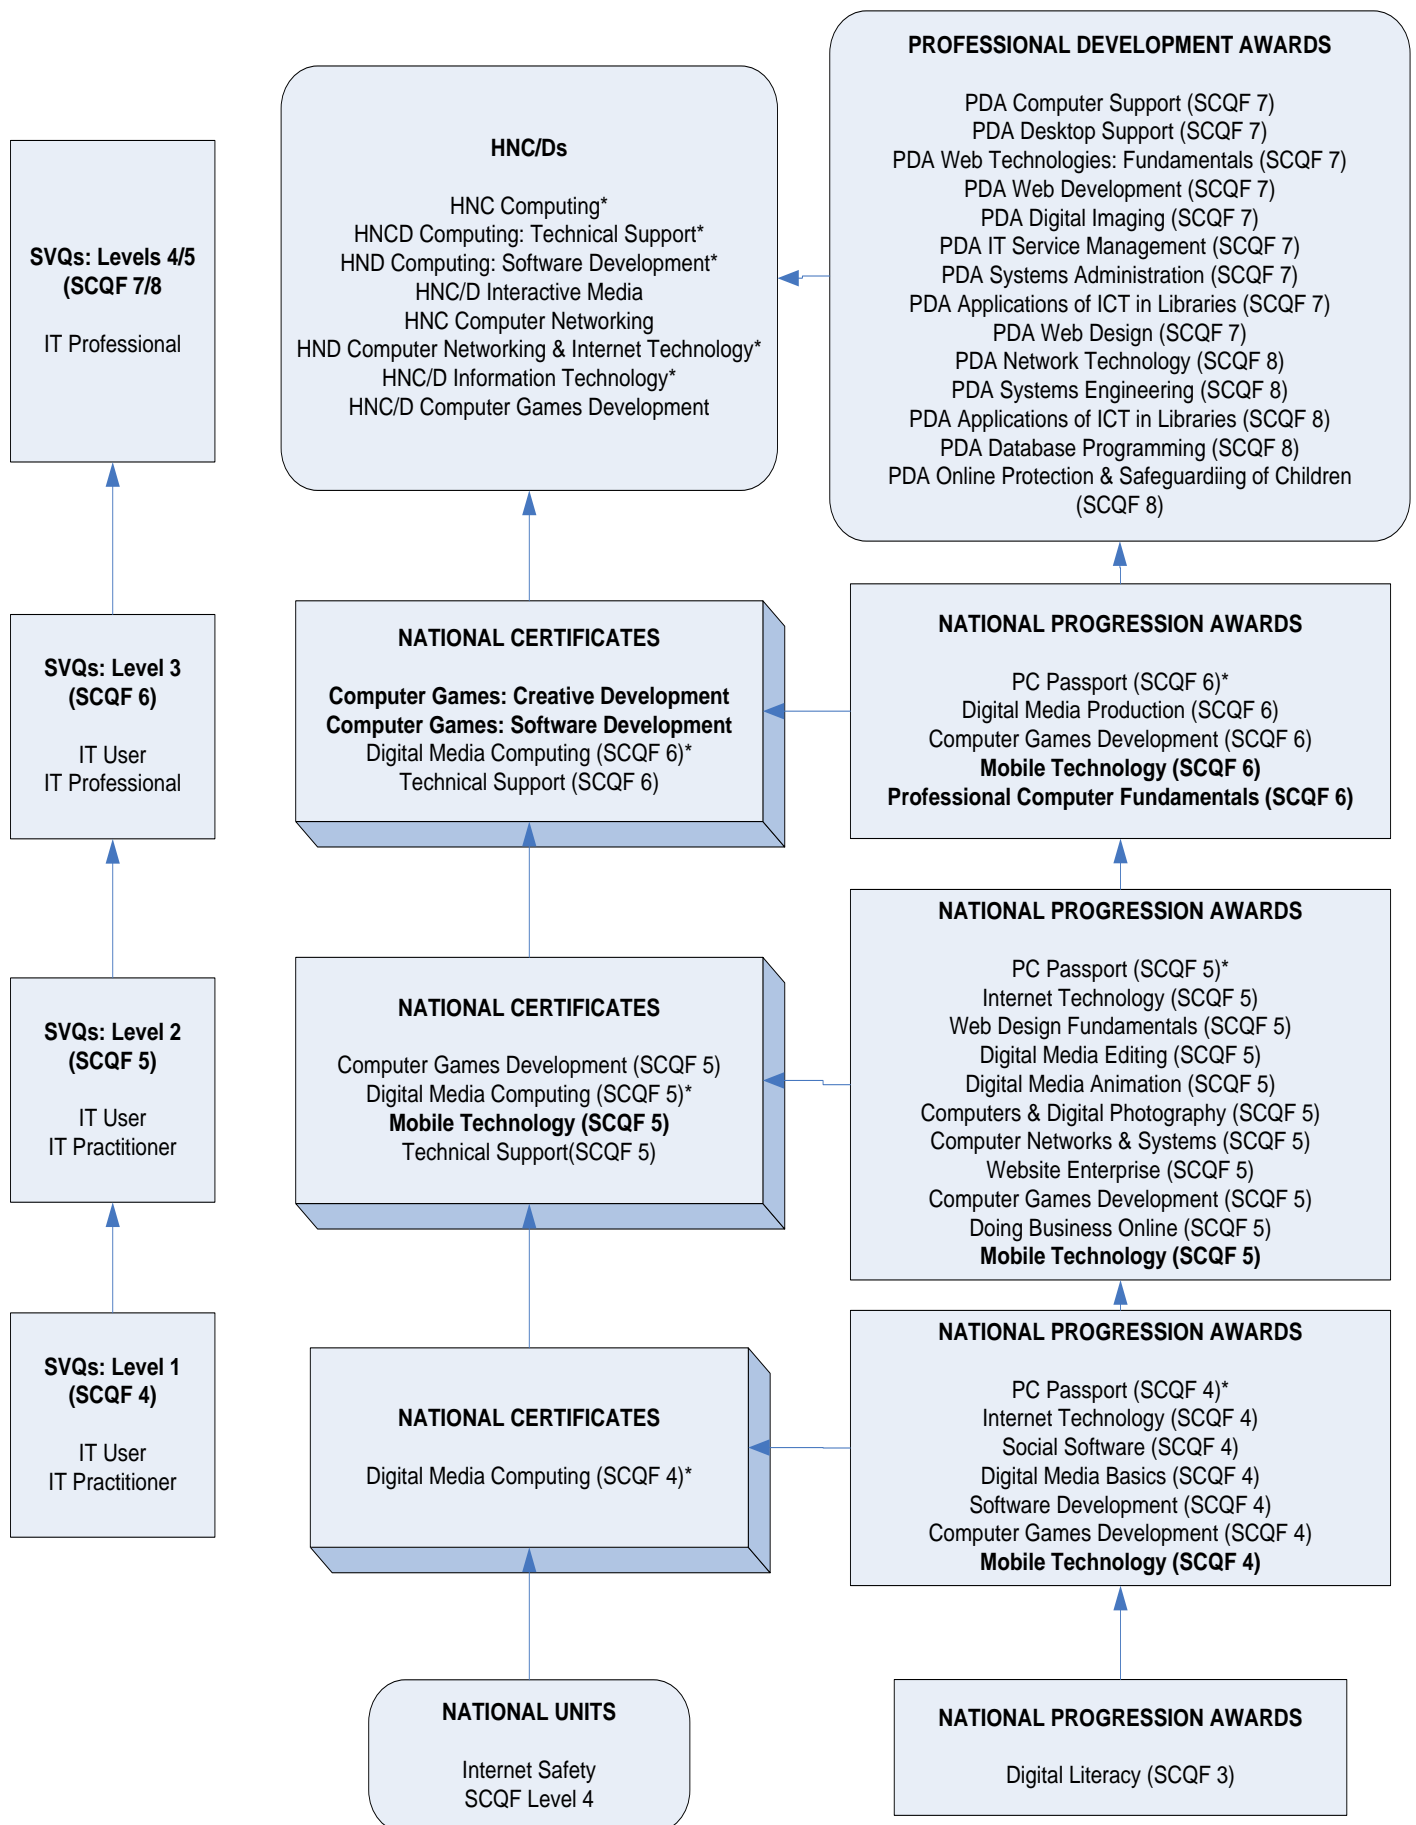 PROFESSIONAL DEVELOPMENT AWARDS
PDA Computer Support (SCQF 7)
PDA Desktop Support (SCQF 7)
PDA Web Technologies: Fundamentals (SCQF 7)
PDA Web Development (SCQF 7)
PDA Digital Imaging (SCQF 7)
PDA IT Service Management (SCQF 7)
PDA Systems Administration (SCQF 7)
PDA Applications of ICT in Libraries (SCQF 7)
PDA Web Design (SCQF 7)
PDA Network Technology (SCQF 8)
PDA Systems Engineering (SCQF 8)
PDA Applications of ICT in Libraries (SCQF 8)
PDA Database Programming (SCQF 8)
PDA Online Protection & Safeguardiing of Children
(SCQF 8)
HNC/Ds
HNC Computing*
HNCD Computing: Technical Support*
HND Computing: Software Development*
HNC/D Interactive Media
HNC Computer Networking
HND Computer Networking & Internet Technology*
HNC/D Information Technology*
HNC/D Computer Games Development
SVQs: Levels 4/5
(SCQF 7/8
IT Professional
SVQs: Level 3
(SCQF 6)
IT User
IT Professional
NATIONAL CERTIFICATES
Computer Games: Creative Development
Computer Games: Software Development
Digital Media Computing (SCQF 6)*
Technical Support (SCQF 6)
NATIONAL PROGRESSION AWARDS
PC Passport (SCQF 6)*
Digital Media Production (SCQF 6)
Computer Games Development (SCQF 6)
Mobile Technology (SCQF 6)
Professional Computer Fundamentals (SCQF 6)
SVQs: Level 2
(SCQF 5)
IT User
IT Practitioner
NATIONAL CERTIFICATES
Computer Games Development (SCQF 5)
Digital Media Computing (SCQF 5)*
Mobile Technology (SCQF 5)
Technical Support(SCQF 5)
NATIONAL PROGRESSION AWARDS
PC Passport (SCQF 5)*
Internet Technology (SCQF 5)
Web Design Fundamentals (SCQF 5)
Digital Media Editing (SCQF 5)
Digital Media Animation (SCQF 5)
Computers & Digital Photography (SCQF 5)
Computer Networks & Systems (SCQF 5)
Website Enterprise (SCQF 5)
Computer Games Development (SCQF 5)
Doing Business Online (SCQF 5)
Mobile Technology (SCQF 5)
SVQs: Level 1
(SCQF 4)
IT User
IT Practitioner
NATIONAL CERTIFICATES
Digital Media Computing (SCQF 4)*
NATIONAL PROGRESSION AWARDS
PC Passport (SCQF 4)*
Internet Technology (SCQF 4)
Social Software (SCQF 4)
Digital Media Basics (SCQF 4)
Software Development (SCQF 4)
Computer Games Development (SCQF 4)
Mobile Technology (SCQF 4)
NATIONAL UNITS
Internet Safety
SCQF Level 4
NATIONAL PROGRESSION AWARDS
Digital Literacy (SCQF 3)